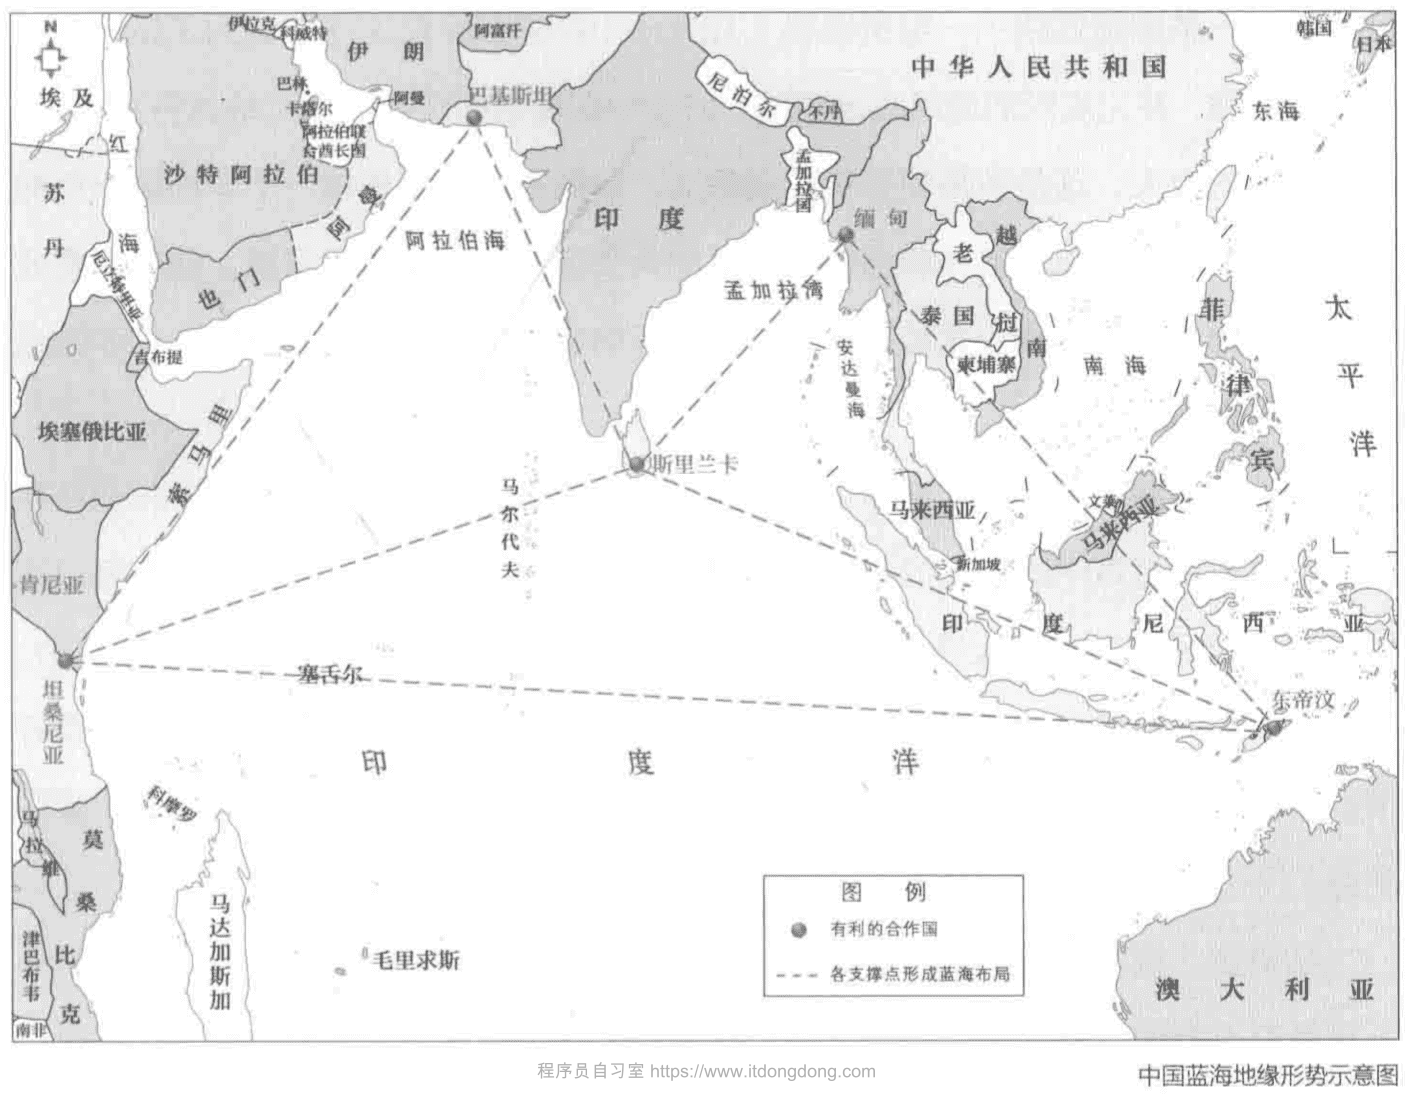 N
伊拉克
科威特
伊朗
阿富汗
韩国
日本
中华人民共和国
埃及
巴林
卡塔尔
阿曼
巴基斯坦
尼泊尔
不丹
东海
红海
阿拉伯联
合酋长国
孟加拉国
苏丹
沙特阿拉伯
阿曼
阿拉伯海
印度
缅甸
老挝
越南
厄立特里亚
也门
孟加拉湾
泰国
菲律宾
太平洋
吉布提
安达曼海
柬埔寨
南海
埃塞俄比亚
索马里
斯里兰卡
马尔代夫
马来西亚
文莱
马来西亚
新加坡
肯尼亚
印度尼西亚
塞舌尔
坦桑尼亚
东帝汶
印度洋
科摩罗
马拉维
莫桑比克
马达加斯加
津巴布韦
毛里求斯
南非
澳大利亚
图例
有利的合作国
各支撑点形成蓝海布局
程序员自习室 https://www.itdongdong.com
中国蓝海地缘形势示意图